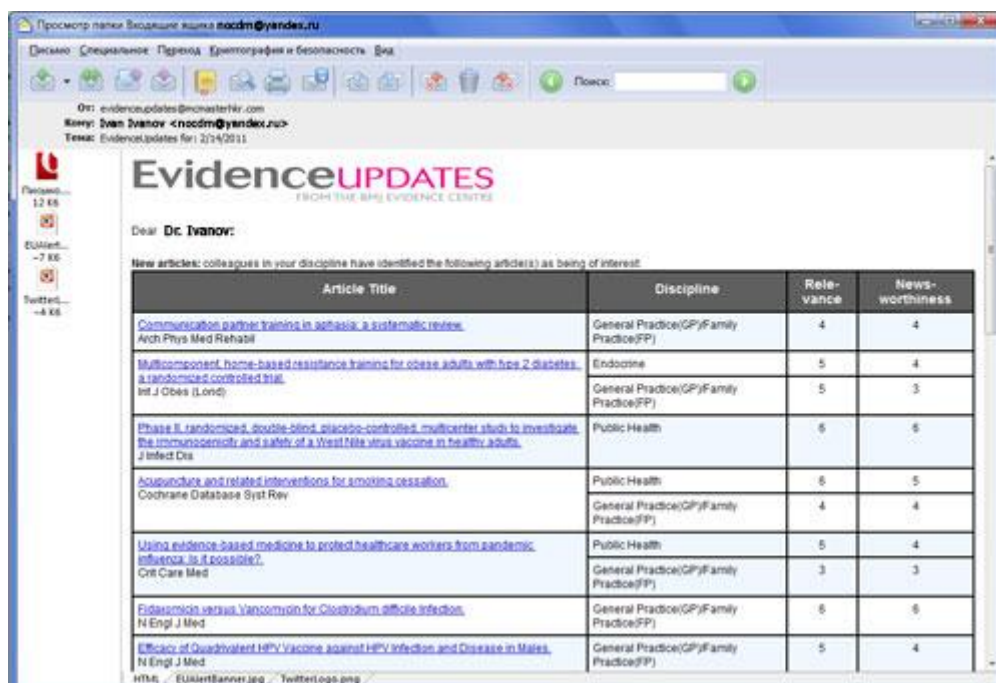 Просмотр папки Входящие ящика nocdm@yandex.ru
Письмо Специальное Переход Криптография и безопасность Вид
Поиск:
От: evidenceupdates@mcmasterhkr.com
Кому: Ivan Ivanov <nocdm@yandex.ru>
Тема: EvidenceUpdates for: 2/14/2011
Письмо...
12 Кб
EUAlert...
~7 Кб
TwitterL...
~4 Кб
EvidenceUPDATES
FROM THE BMJ EVIDENCE CENTRE
Dear Dr. Ivanov:
New articles: colleagues in your discipline have identified the following article(s) as being of interest:
Article Title Discipline Rele-vance News-worthiness
Communication partner training in aphasia: a systematic review. General Practice(GP)/Family Practice(FP) 4 4
Arch Phys Med Rehabil
Multicomponent, home-based resistance training for obese adults with type 2 diabetes: Endocrine 5 4
a randomized controlled trial.
Int J Obes (Lond) General Practice(GP)/Family Practice(FP) 5 3
Phase II, randomized, double-blind, placebo-controlled, multicenter study to investigate Public Health 6 6
the immunogenicity and safety of a West Nile virus vaccine in healthy adults.
J Infect Dis
Acupuncture and related interventions for smoking cessation. Public Health 6 5
Cochrane Database Syst Rev
General Practice(GP)/Family Practice(FP) 4 4
Using evidence-based medicine to protect healthcare workers from pandemic Public Health 5 4
influenza: Is it possible?.
Crit Care Med General Practice(GP)/Family Practice(FP) 3 3
Fidaxomicin versus Vancomycin for Clostridium difficile Infection. General Practice(GP)/Family Practice(FP) 6 6
N Engl J Med
Efficacy of Quadrivalent HPV Vaccine against HPV Infection and Disease in Males. General Practice(GP)/Family Practice(FP) 5 4
N Engl J Med
HTML EUAlertBanner.jpg TwitterLogo.png